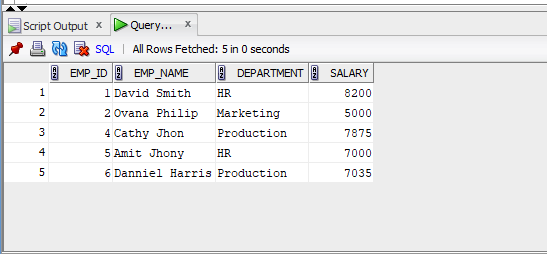 Script Output x Query... x
SQL | All Rows Fetched: 5 in 0 seconds
EMP_ID EMP_NAME DEPARTMENT SALARY
1 1 David Smith HR 8200
2 2 Ovana Philip Marketing 5000
3 4 Cathy Jhon Production 7875
4 5 Amit Jhony HR 7000
5 6 Danniel Harris Production 7035